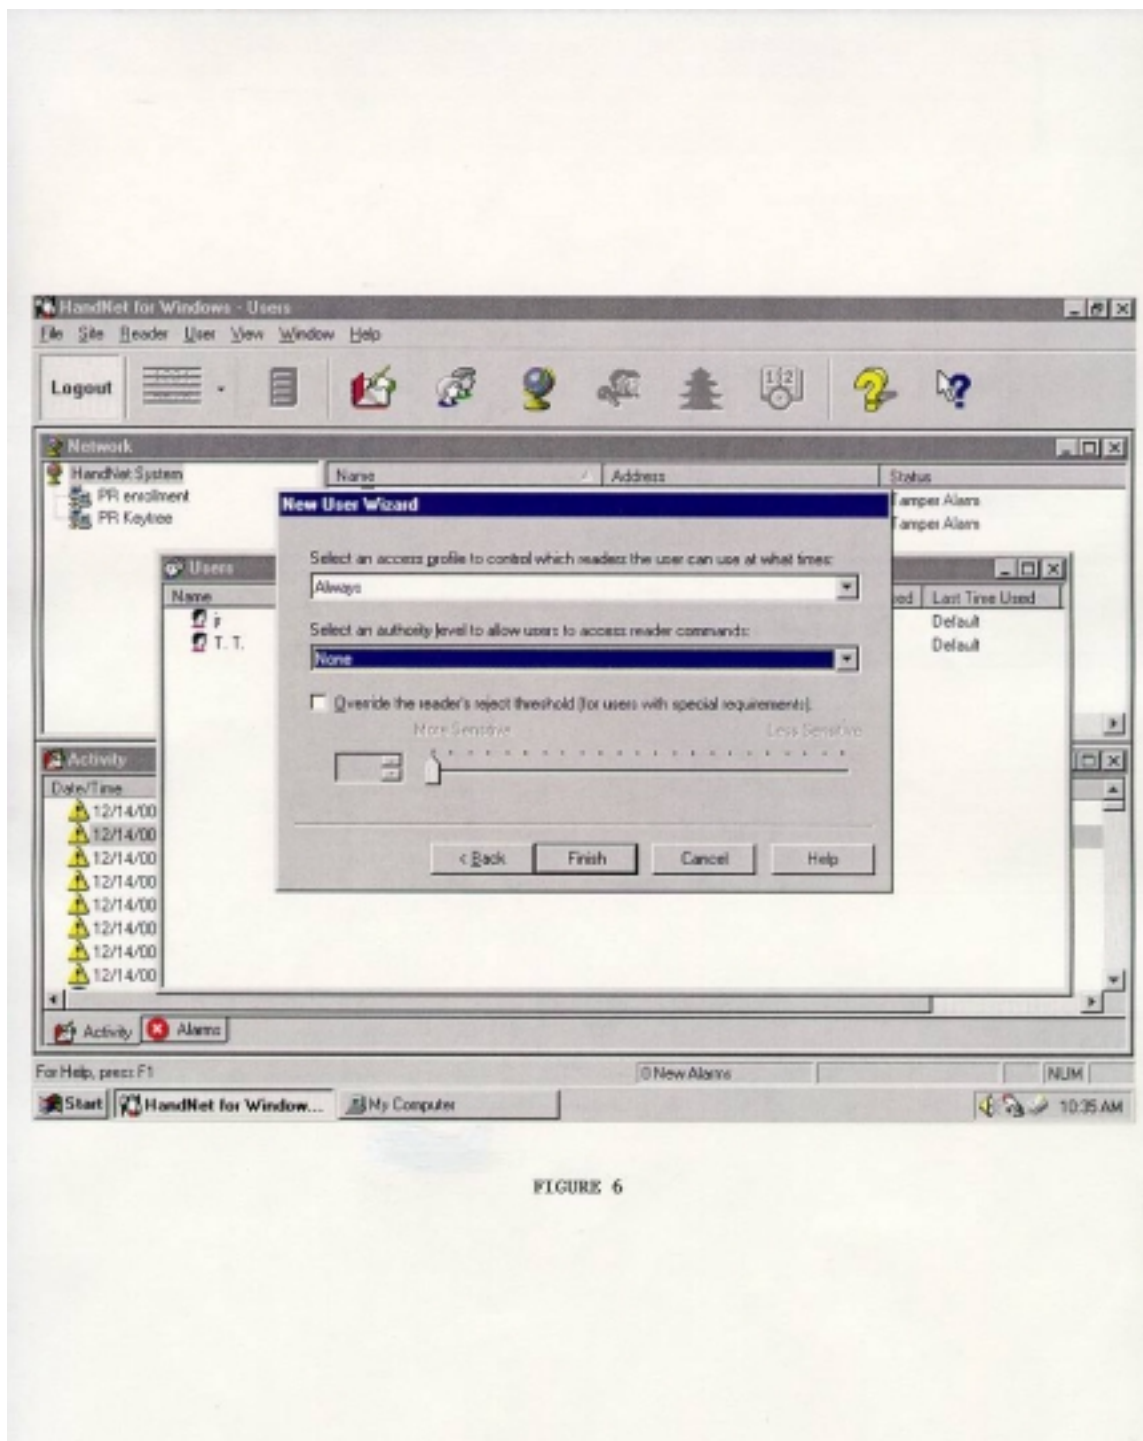 HandNet for Windows - Users
File Site Reader User View Window Help
Logout
Network
HandNet System
PR enrollment
PR Keytree
Name Address Status
Tamper Alarm
Tamper Alarm
New User Wizard
Select an access profile to control which readers the user can use at what times:
Always
Select an authority level to allow users to access reader commands:
None
Override the reader's reject threshold (for users with special requirements).
More Sensitive Less Sensitive
< Back Finish Cancel Help
Users
Name Last Time Used
Default
T. T. Default
Activity
Date/Time
12/14/00
12/14/00
12/14/00
12/14/00
12/14/00
12/14/00
12/14/00
12/14/00
Activity Alarms
For Help, press F1 0 New Alarms NUM
Start HandNet for Window... My Computer 10:35 AM
FIGURE 6